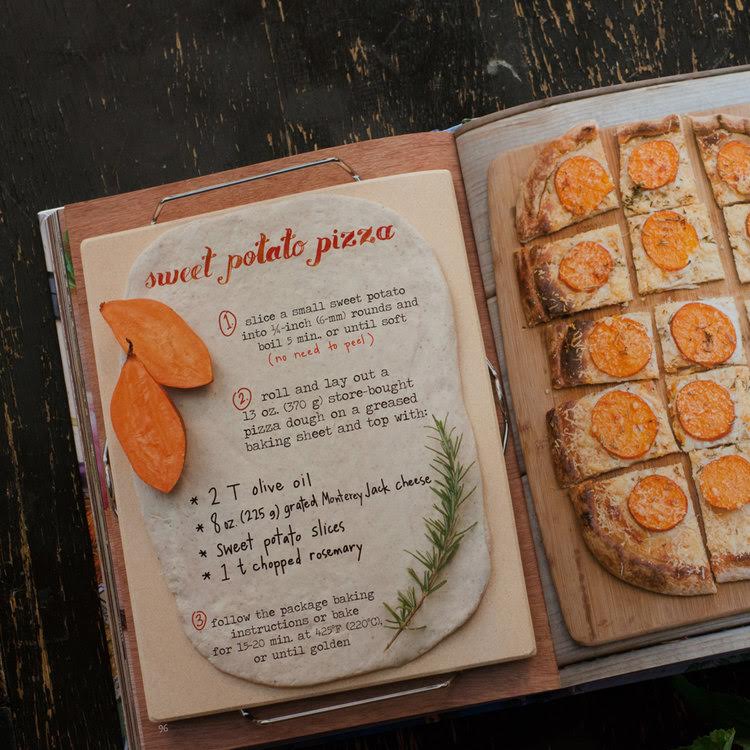 sweet potato pizza
1 slice a small sweet potato
into ¼-inch (6-mm) rounds and
boil 5 min. or until soft
(no need to peel)
2 roll and lay out a
13 oz. (370 g) store-bought
pizza dough on a greased
baking sheet and top with:
* 2 T olive oil
* 8 oz. (225 g) grated Monterey Jack cheese
* sweet potato slices
* 1 t chopped rosemary
3 follow the package baking
instructions or bake
for 15-20 min. at 425°F (220°C),
or until golden
96